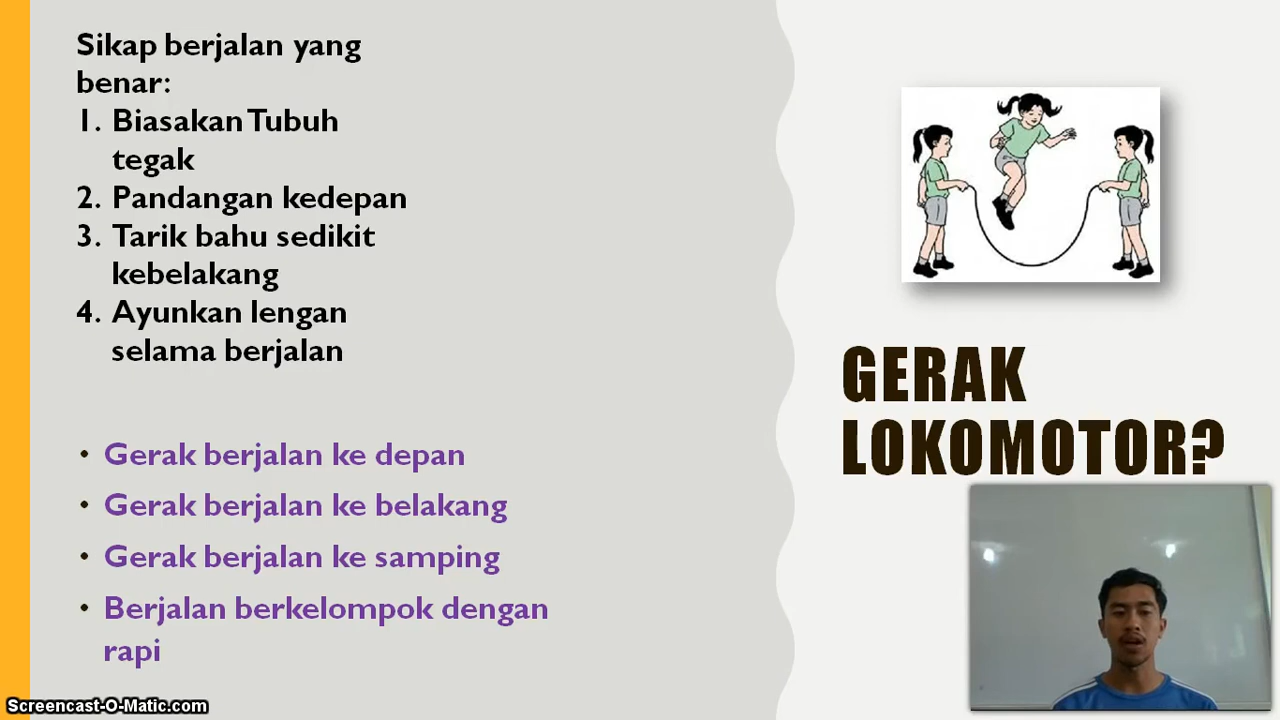 Sikap berjalan yang
benar:
1. Biasakan Tubuh
tegak
2. Pandangan kedepan
3. Tarik bahu sedikit
kebelakang
4. Ayunkan lengan
selama berjalan
• Gerak berjalan ke depan
• Gerak berjalan ke belakang
• Gerak berjalan ke samping
• Berjalan berkelompok dengan
rapi
GERAK
LOKOMOTOR?
Screencast-O-Matic.com